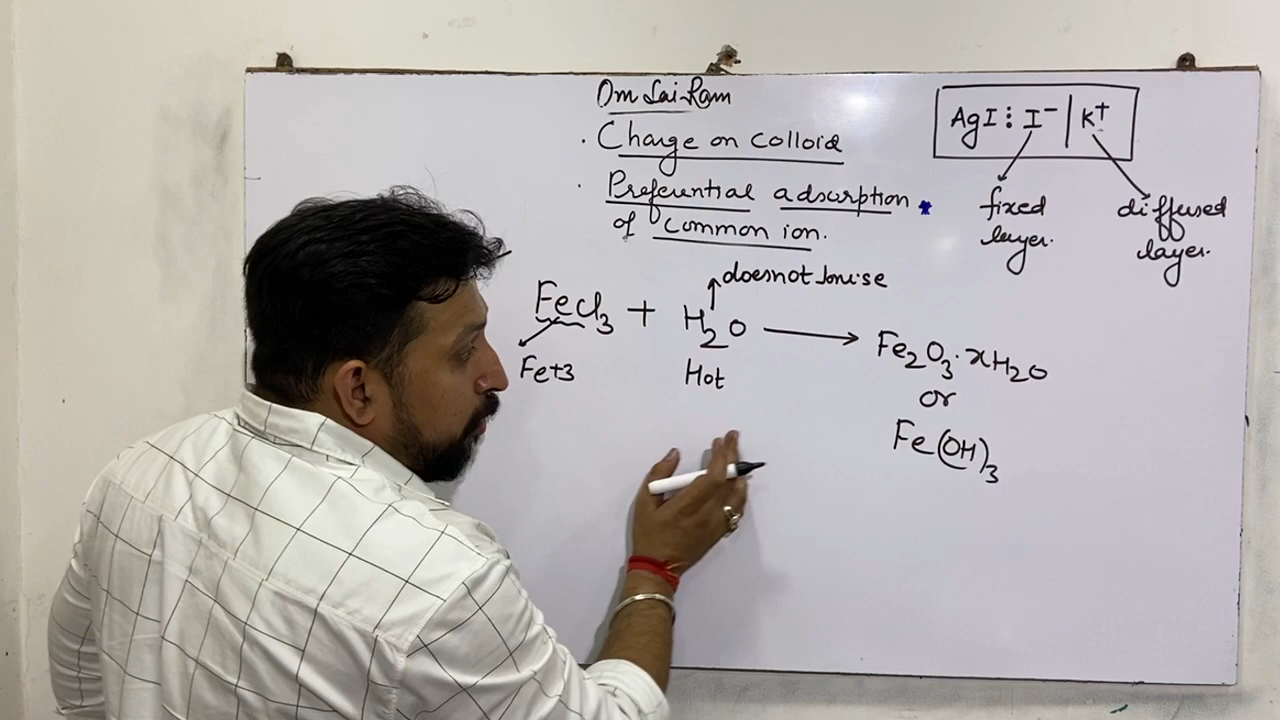 Om Sai Ram
. Charge on Colloid
. Preferential adsorption *
of common ion.
AgI ⋮ I⁻ | K⁺
fixed layer.
diffused layer.
doesnot Ionise
FeCl₃ + H₂O → Fe₂O₃.xH₂O
Fe+3
Hot
or
Fe(OH)₃